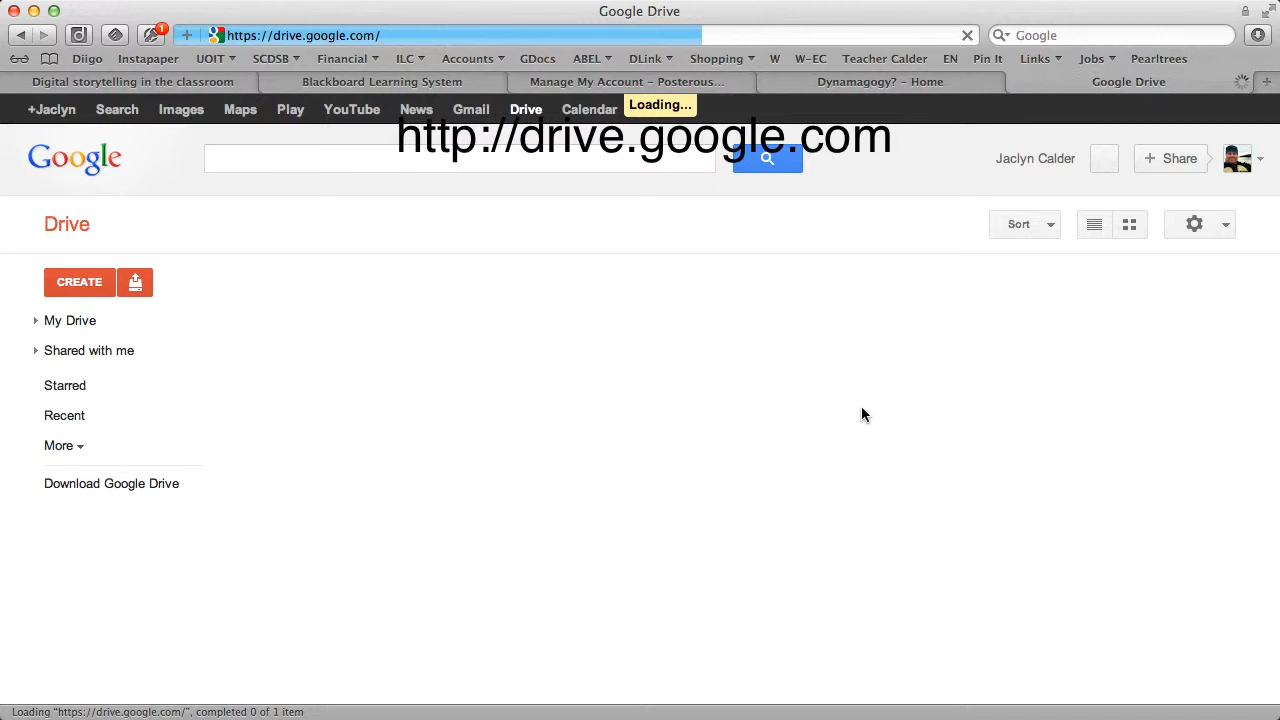 Google Drive
1
https://drive.google.com/
Google
Diigo Instapaper UOIT SCDSB Financial ILC Accounts GDocs ABEL DLink Shopping W W-EC Teacher Calder EN Pin It Links Jobs Pearltrees
Digital storytelling in the classroom Blackboard Learning System Manage My Account – Posterous... Dynamagogy? – Home Google Drive
+Jaclyn Search Images Maps Play YouTube News Gmail Drive Calendar Loading...
http://drive.google.com
Google Jaclyn Calder + Share
Drive Sort
CREATE
My Drive
Shared with me
Starred
Recent
More
Download Google Drive
Loading "https://drive.google.com/", completed 0 of 1 item